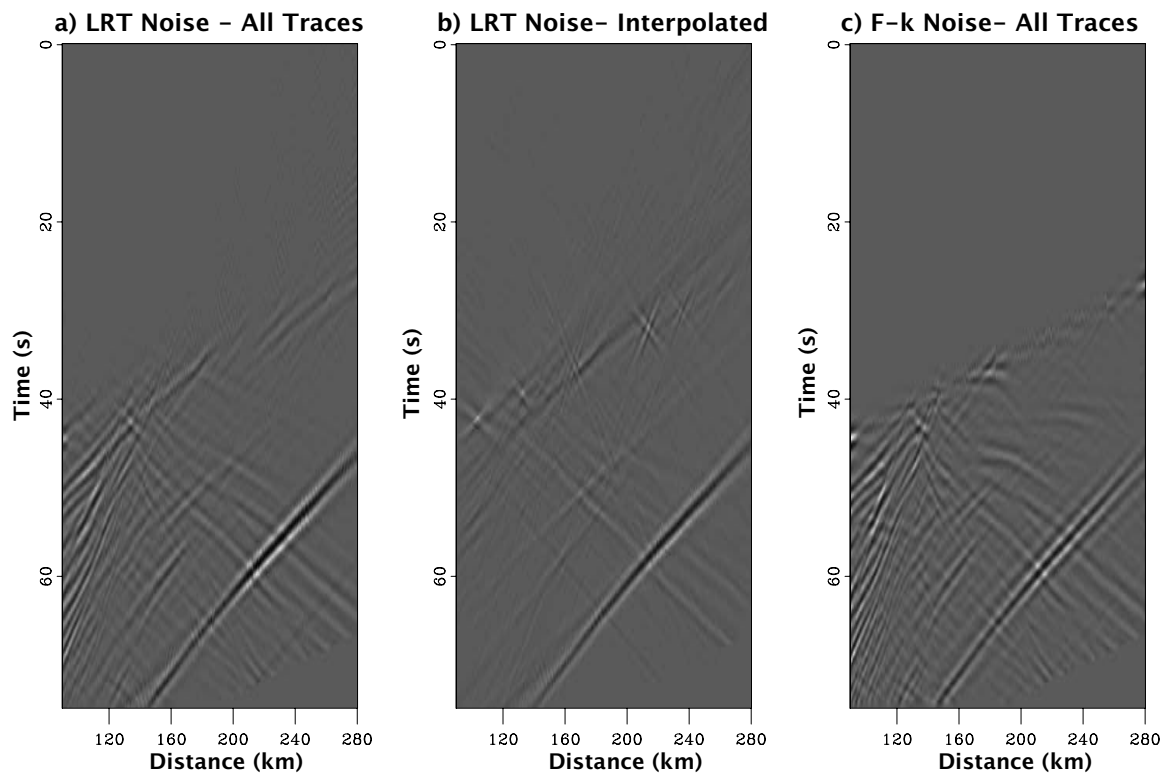 a) LRT Noise – All Traces
b) LRT Noise– Interpolated
c) F–k Noise– All Traces
0
20
40
60
Time (s)
120 160 200 240 280
Distance (km)
0
20
40
60
Time (s)
120 160 200 240 280
Distance (km)
0
20
40
60
Time (s)
120 160 200 240 280
Distance (km)